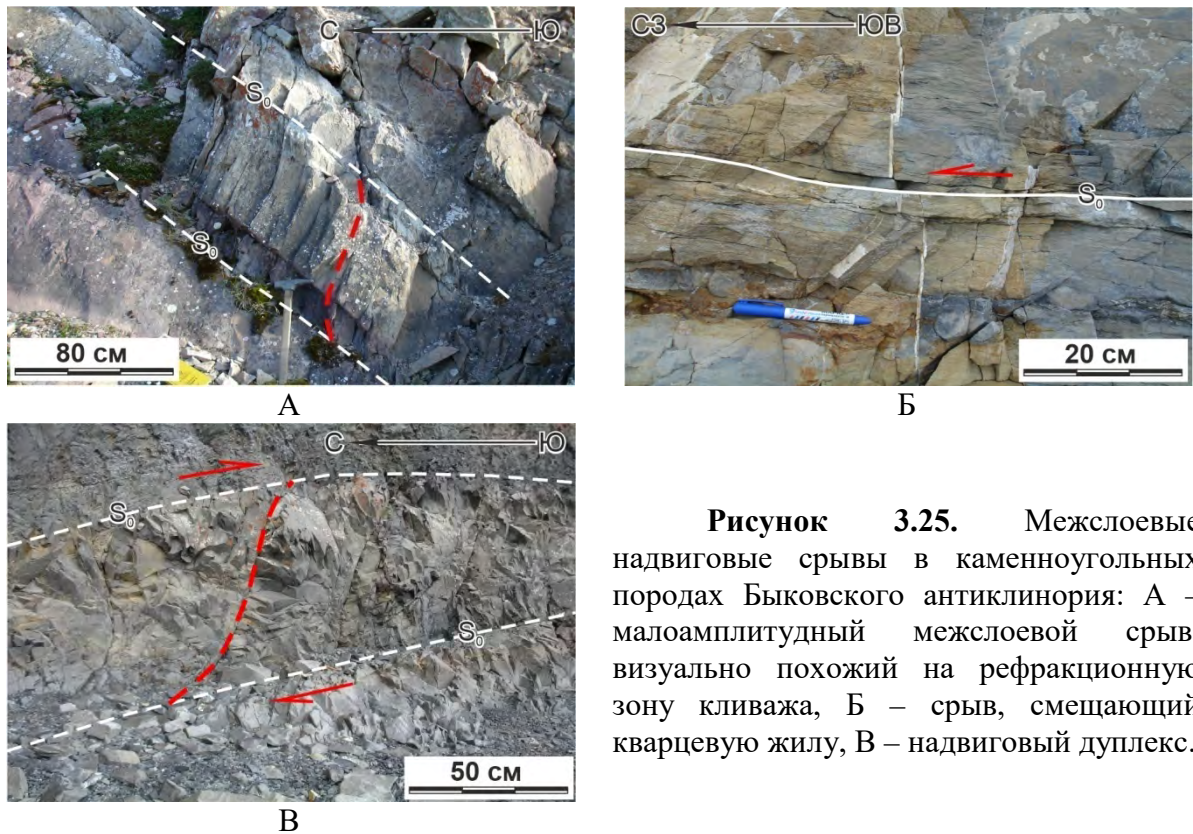 С Ю
S₀
S₀
80 см
А
СЗ ЮВ
S₀
20 см
Б
С Ю
S₀
S₀
50 см
В
Рисунок 3.25. Межслоевые
надвиговые срывы в каменноугольных
породах Быковского антиклинория: А –
малоамплитудный межслоевой срыв
визуально похожий на рефракционную
зону кливажа, Б – срыв, смещающий
кварцевую жилу, В – надвиговый дуплекс.